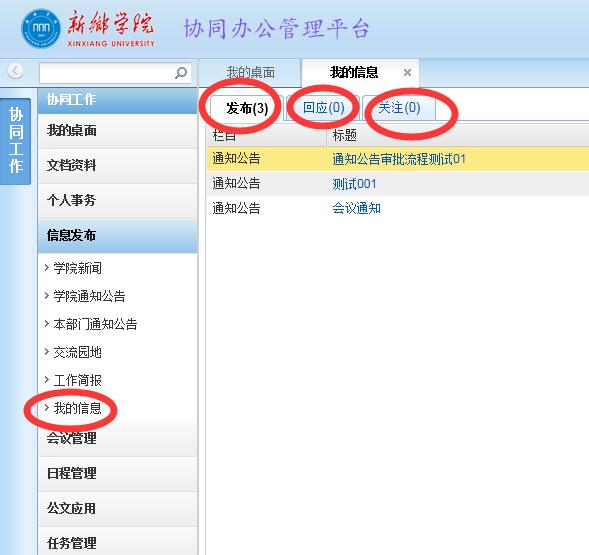 新鄉学院 协同办公管理平台
XINXIANG UNIVERSITY
我的桌面 我的信息
协同工作
协同工作
我的桌面
文档资料
个人事务
信息发布
学院新闻
学院通知公告
本部门通知公告
交流园地
工作简报
我的信息
会议管理
日程管理
公文应用
任务管理
发布(3) 回应(0) 关注(0)
栏目 标题
通知公告 通知公告审批流程测试01
通知公告 测试001
通知公告 会议通知